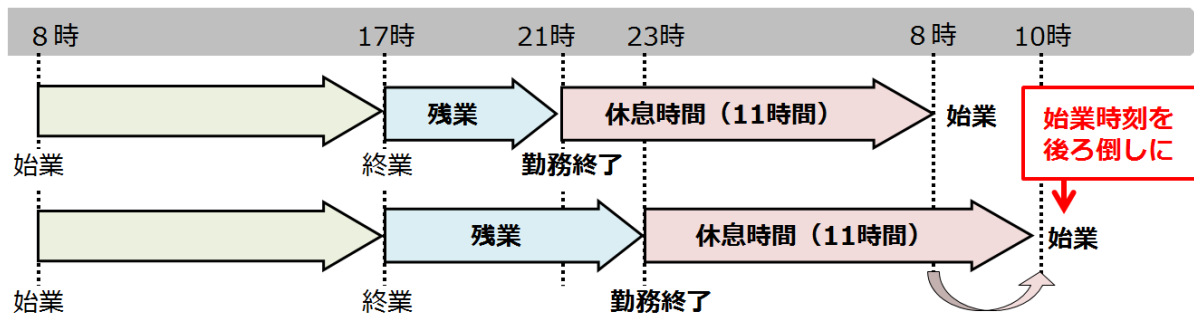 8時 17時 21時 23時 8時 10時
残業 休息時間（11時間） 始業
始業時刻を
後ろ倒しに
始業 終業 勤務終了
残業 休息時間（11時間） 始業
始業 終業 勤務終了